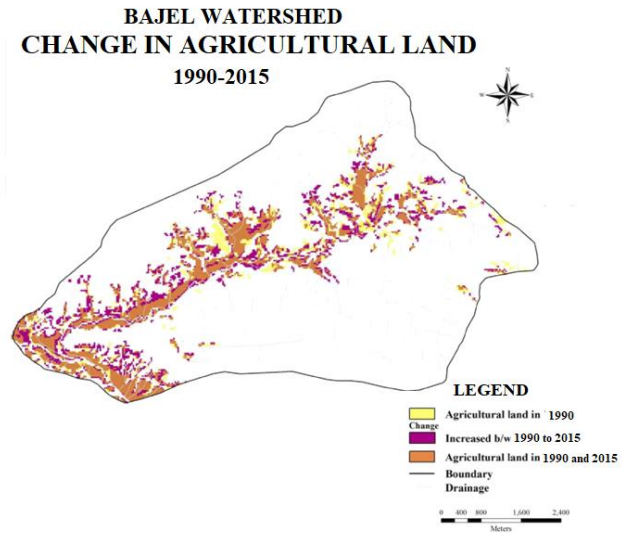 BAJEL WATERSHED
CHANGE IN AGRICULTURAL LAND
1990-2015
N
W E
S
LEGEND
Agricultural land in 1990
Change
Increased b/w 1990 to 2015
Agricultural land in 1990 and 2015
Boundary
Drainage
0 400 800 1,600 2,400
Meters